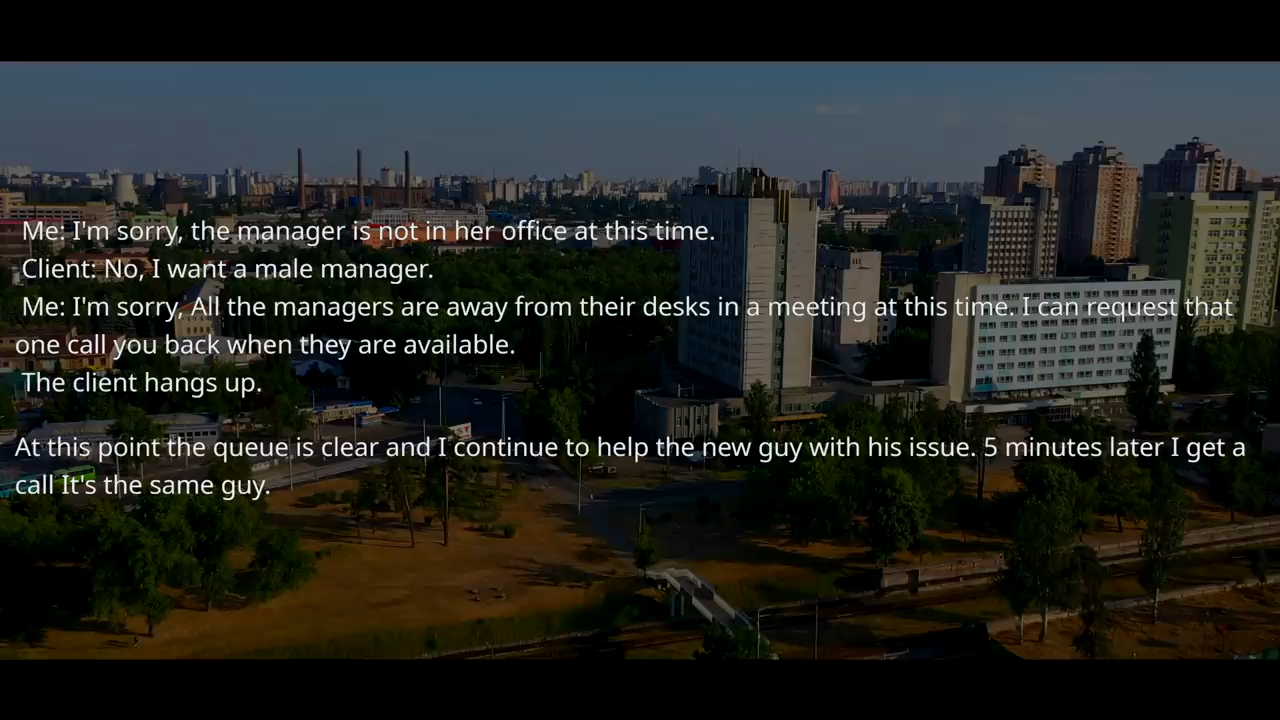 Me: I'm sorry, the manager is not in her office at this time.
Client: No, I want a male manager.
Me: I'm sorry, All the managers are away from their desks in a meeting at this time. I can request that
one call you back when they are available.
The client hangs up.
At this point the queue is clear and I continue to help the new guy with his issue. 5 minutes later I get a
call It's the same guy.